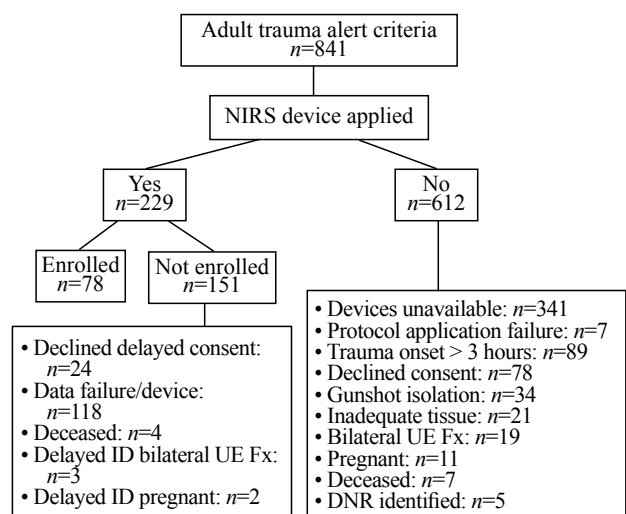 Adult trauma alert criteria
n=841
NIRS device applied
Yes
n=229
No
n=612
Enrolled
n=78
Not enrolled
n=151
• Declined delayed consent:
n=24
• Data failure/device:
n=118
• Deceased: n=4
• Delayed ID bilateral UE Fx:
n=3
• Delayed ID pregnant: n=2
• Devices unavailable: n=341
• Protocol application failure: n=7
• Trauma onset > 3 hours: n=89
• Declined consent: n=78
• Gunshot isolation: n=34
• Inadequate tissue: n=21
• Bilateral UE Fx: n=19
• Pregnant: n=11
• Deceased: n=7
• DNR identified: n=5